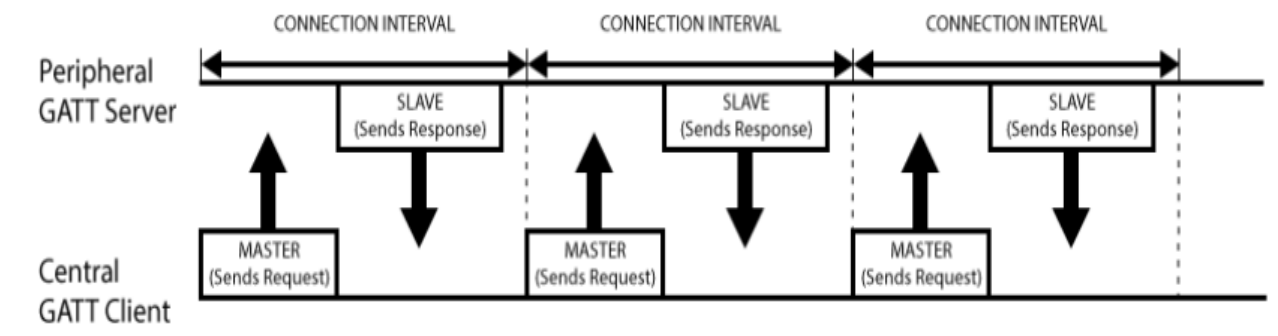 CONNECTION INTERVAL
CONNECTION INTERVAL
CONNECTION INTERVAL
Peripheral
GATT Server
SLAVE
(Sends Response)
SLAVE
(Sends Response)
SLAVE
(Sends Response)
MASTER
(Sends Request)
MASTER
(Sends Request)
MASTER
(Sends Request)
Central
GATT Client